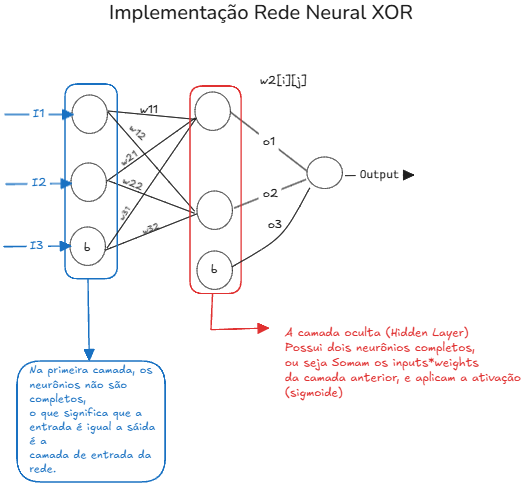 Implementação Rede Neural XOR
w2[i][j]
I1
w11
w12
o1
w21
I2
w22
Output
o2
w31
o3
w32
I3
b
b
A camada oculta (Hidden Layer)
Possui dois neurônios completos,
ou seja Somam os inputs*weights
da camada anterior, e aplicam a ativação
(sigmoide)
Na primeira camada, os
neurônios não são
completos,
o que significa que a
entrada é igual a sáida
é a
camada de entrada da
rede.